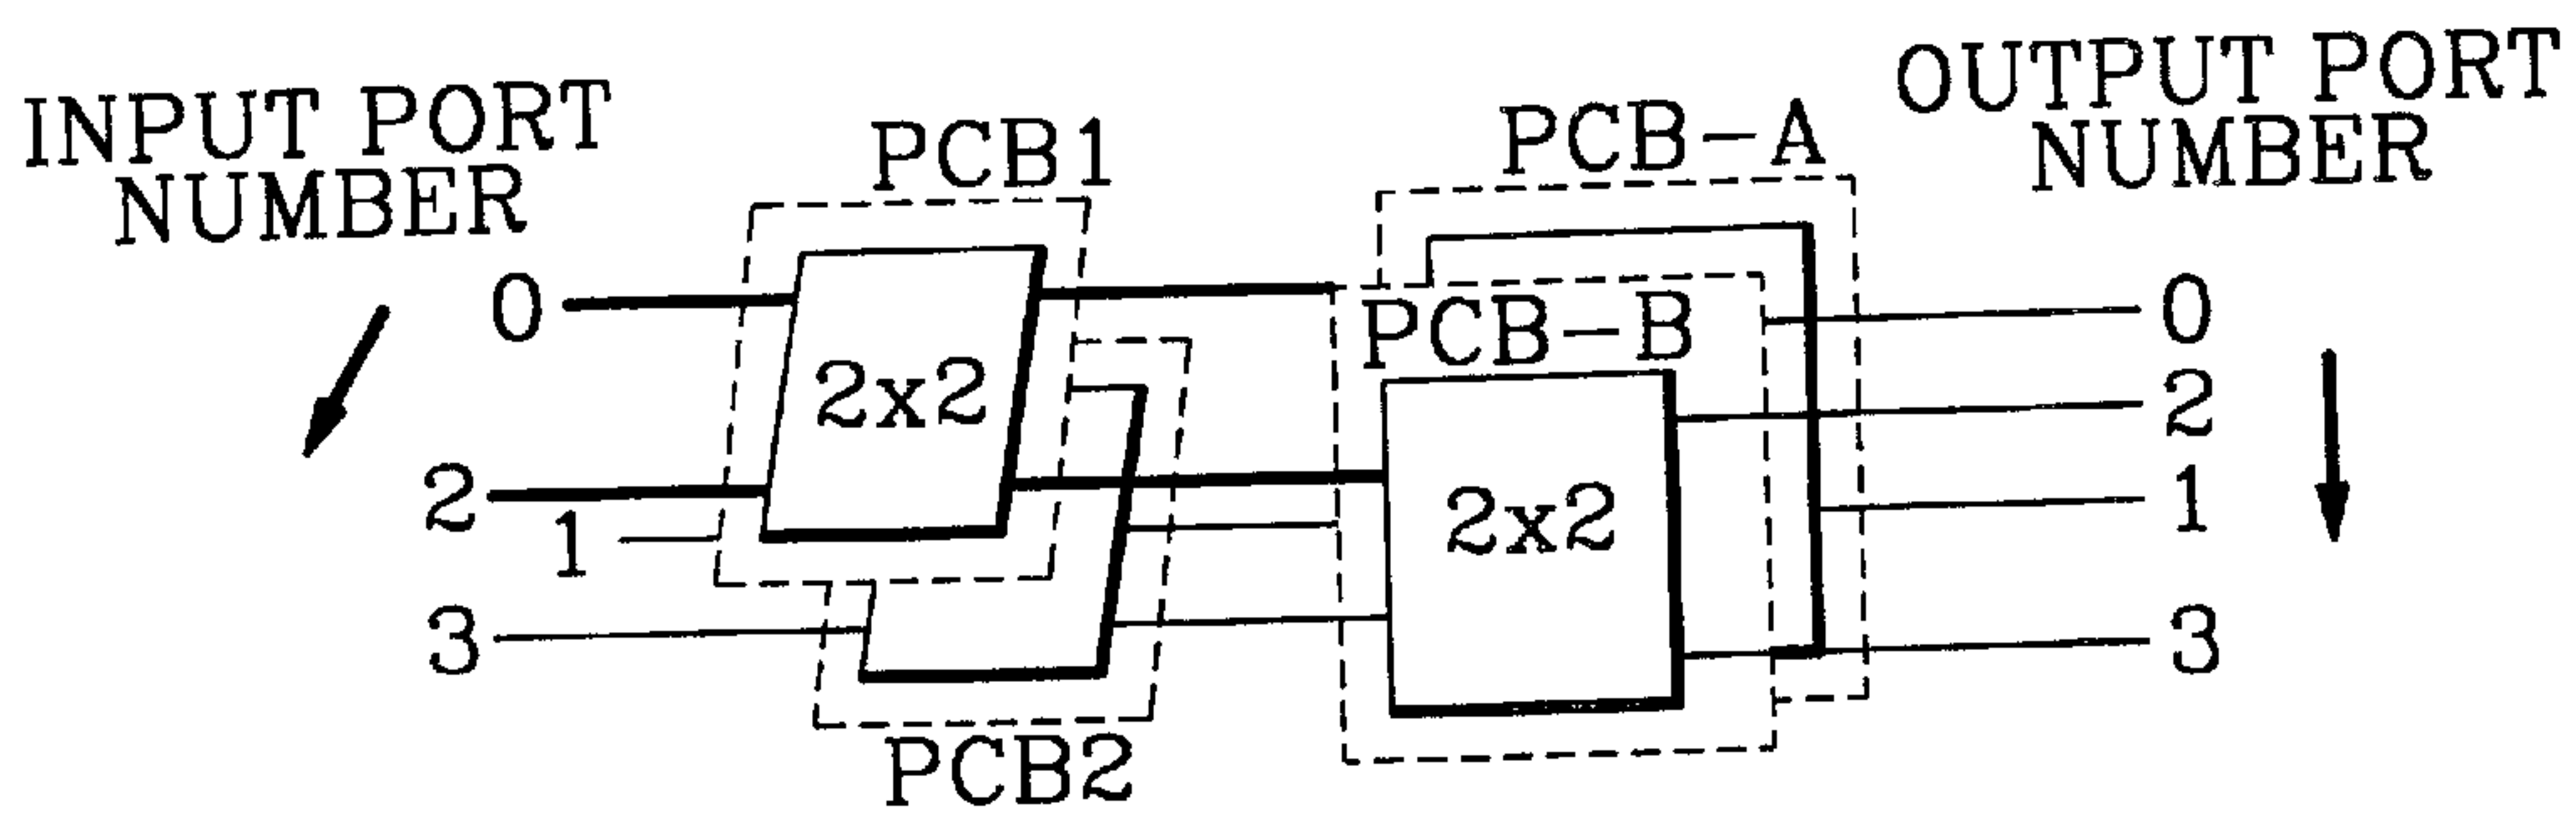 INPUT PORT
NUMBER
PCB1
PCB-A
OUTPUT PORT
NUMBER
0
2x2
2
1
3
PCB2
PCB-B
2x2
0
2
1
3